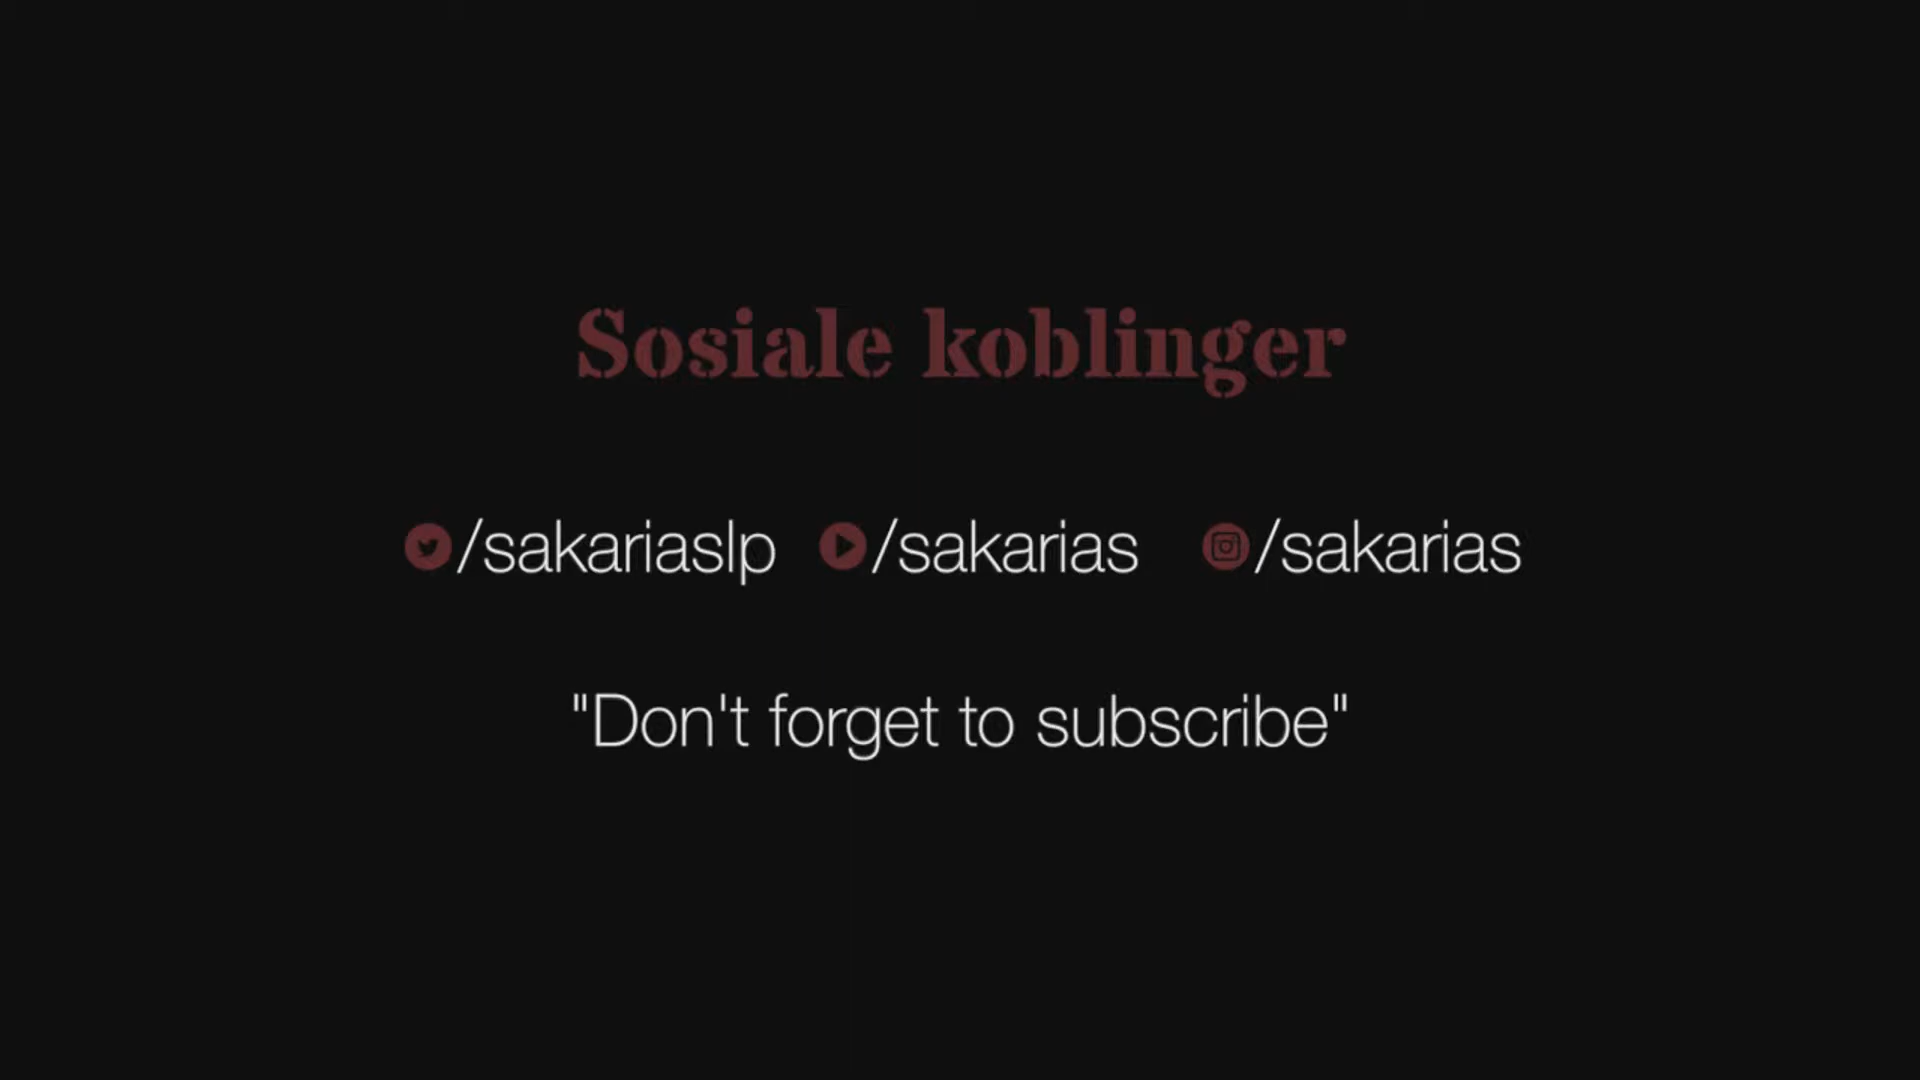 Sosiale koblinger
/sakariaslp /sakarias /sakarias
"Don't forget to subscribe"